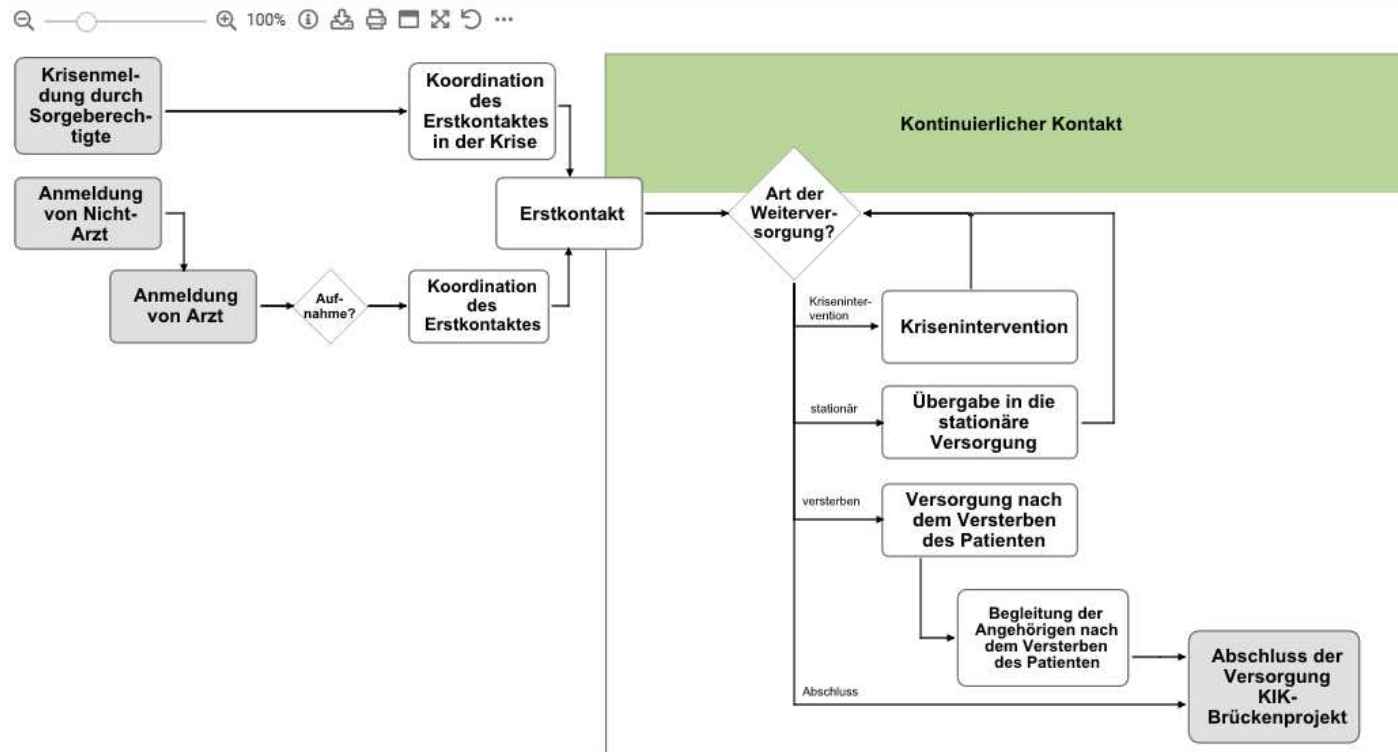 100%
Krisenmel-
dung durch
Sorgeberech-
tigte
Koordination
des
Erstkontaktes
in der Krise
Kontinuierlicher Kontakt
Anmeldung
von Nicht-
Arzt
Erstkontakt
Art der
Weiterver-
sorgung?
Anmeldung
von Arzt
Auf-
nahme?
Koordination
des
Erstkontaktes
Kriseninter-
vention
Krisenintervention
stationär
Übergabe in die
stationäre
Versorgung
versterben
Versorgung nach
dem Versterben
des Patienten
Begleitung der
Angehörigen nach
dem Versterben
des Patienten
Abschluss
Abschluss der
Versorgung
KIK-
Brückenprojekt